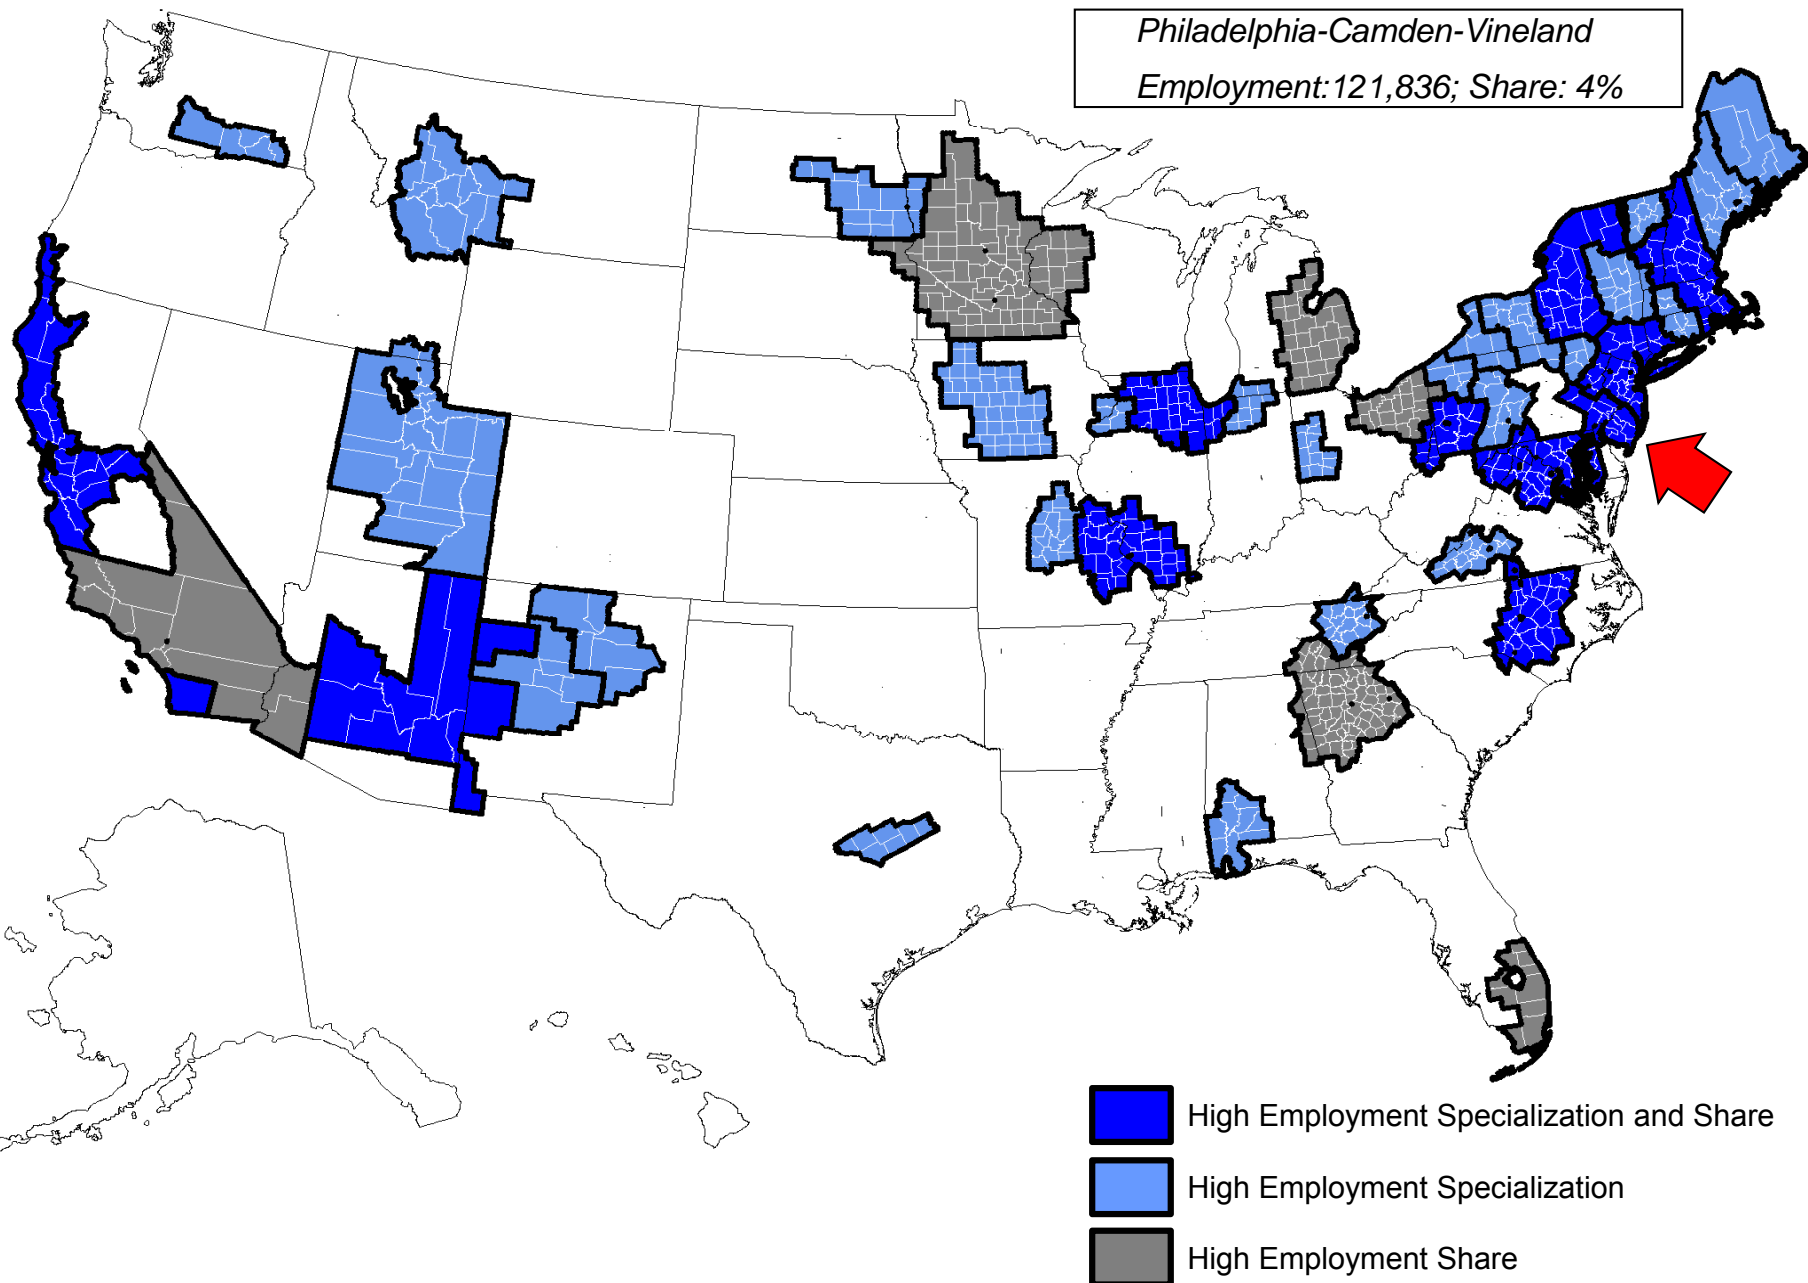 Philadelphia-Camden-Vineland
Employment:121,836; Share: 4%
High Employment Specialization and Share
High Employment Specialization
High Employment Share